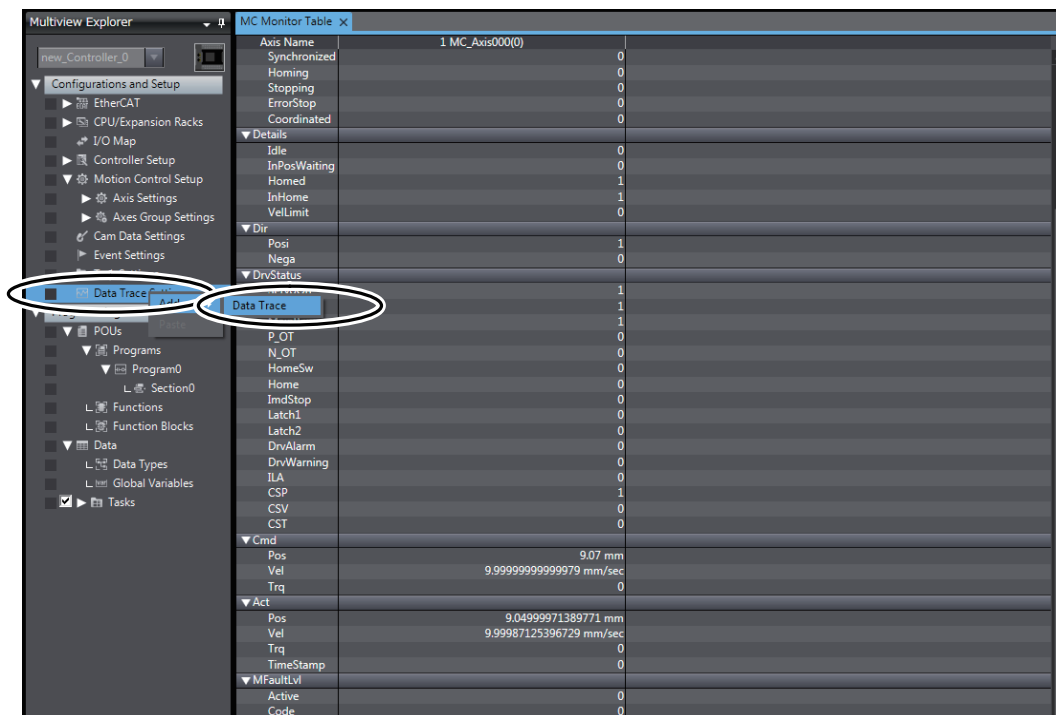 Multiview Explorer
new_Controller_0
Configurations and Setup
EtherCAT
CPU/Expansion Racks
I/O Map
Controller Setup
Motion Control Setup
Axis Settings
Axes Group Settings
Cam Data Settings
Event Settings
Data Trace
Add
Data Trace
Paste
POUs
Programs
Program0
Section0
Functions
Function Blocks
Data
Data Types
Global Variables
Tasks
MC Monitor Table
Axis Name 1 MC_Axis000(0)
Synchronized 0
Homing 0
Stopping 0
ErrorStop 0
Coordinated 0
Details
Idle 0
InPosWaiting 0
Homed 1
InHome 1
VelLimit 0
Dir
Posi 1
Nega 0
DrvStatus
1
1
1
P_OT 0
N_OT 0
HomeSw 0
Home 0
ImdStop 0
Latch1 0
Latch2 0
DrvAlarm 0
DrvWarning 0
ILA 0
CSP 1
CSV 0
CST 0
Cmd
Pos 9.07 mm
Vel 9.99999999999979 mm/sec
Trq 0
Act
Pos 9.04999971389771 mm
Vel 9.99987125396729 mm/sec
Trq 0
TimeStamp 0
MFaultLvl
Active 0
Code 0